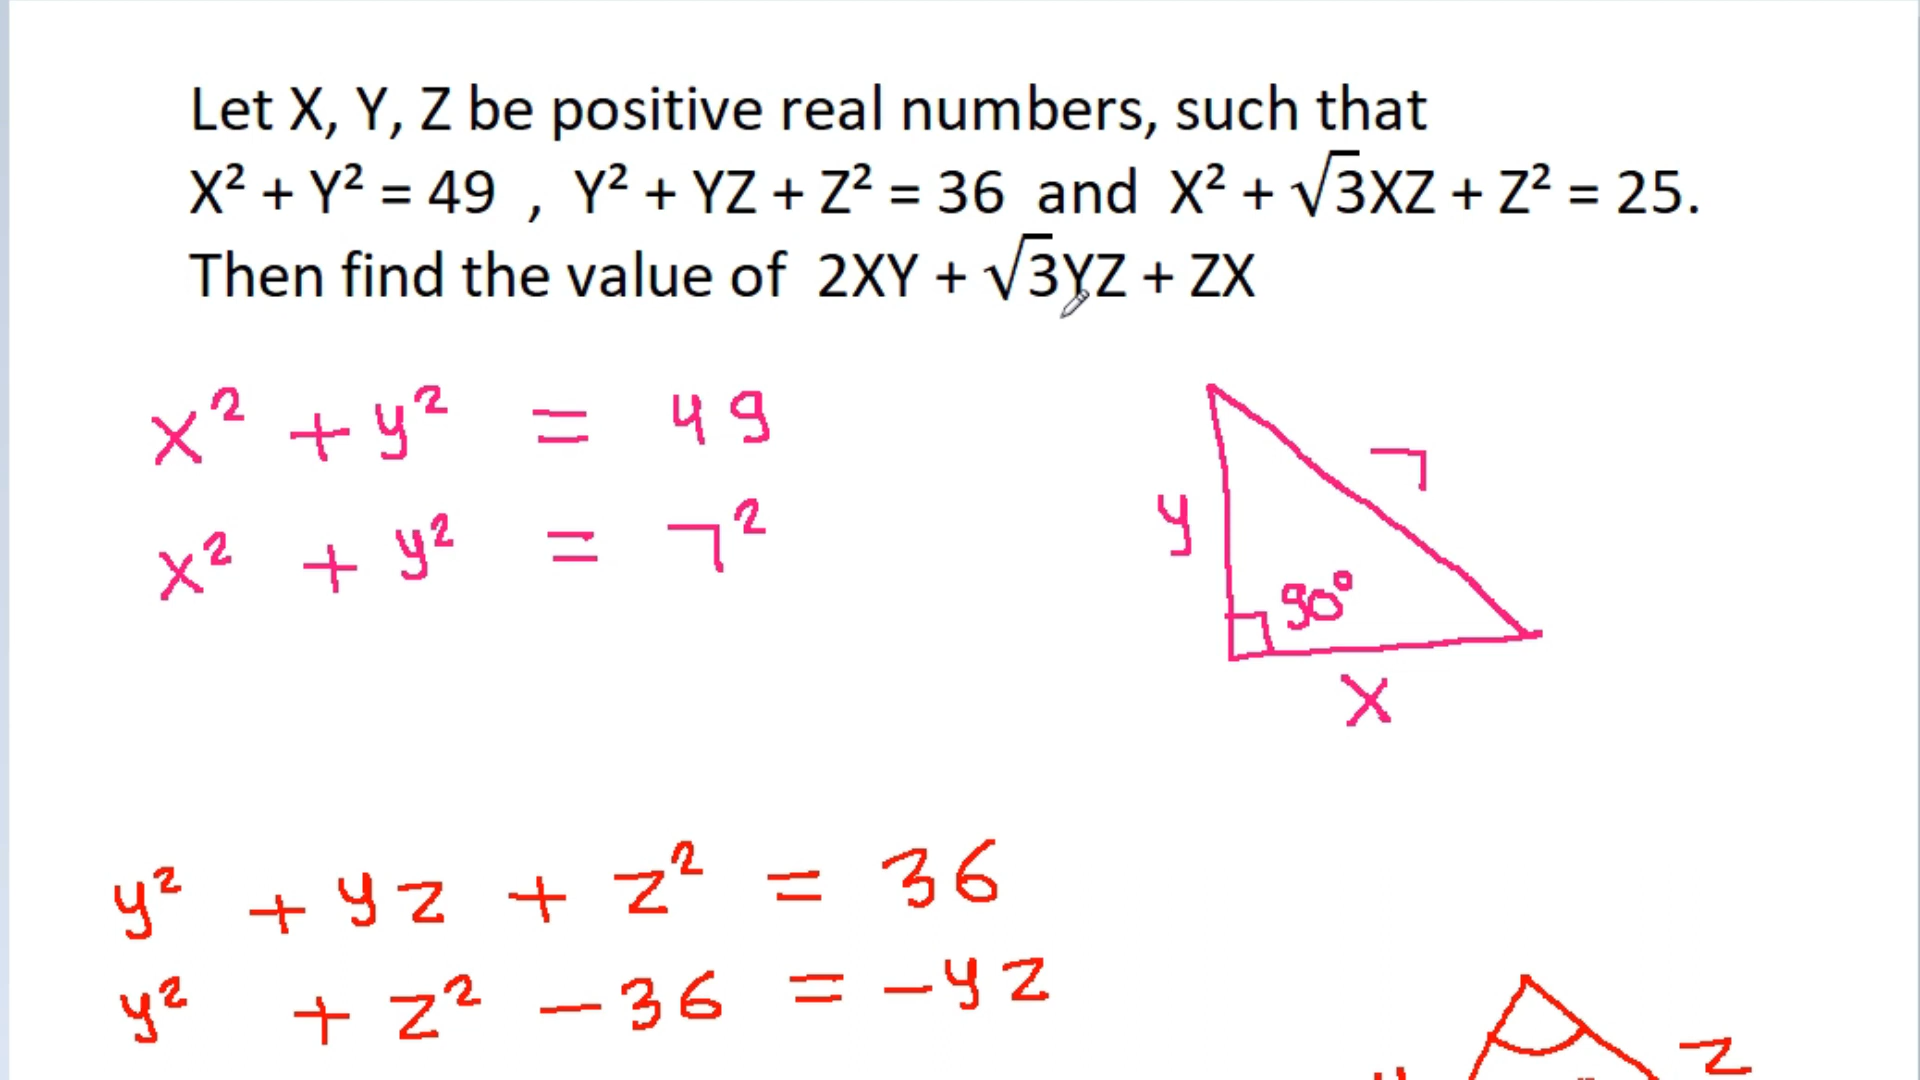 Let X, Y, Z be positive real numbers, such that
X² + Y² = 49 , Y² + YZ + Z² = 36 and X² + √3XZ + Z² = 25.
Then find the value of 2XY + √3YZ + ZX
x² + y² = 49
x² + y² = 7²
7
y
90°
x
y² + yz + z² = 36
y² + z² - 36 = -yz
z